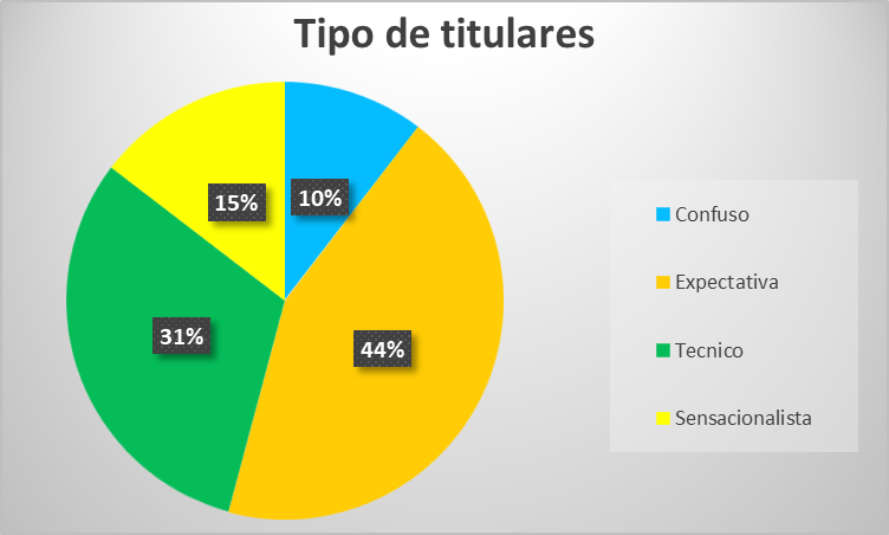 Tipo de titulares
15%
10%
31%
44%
Confuso
Expectativa
Tecnico
Sensacionalista